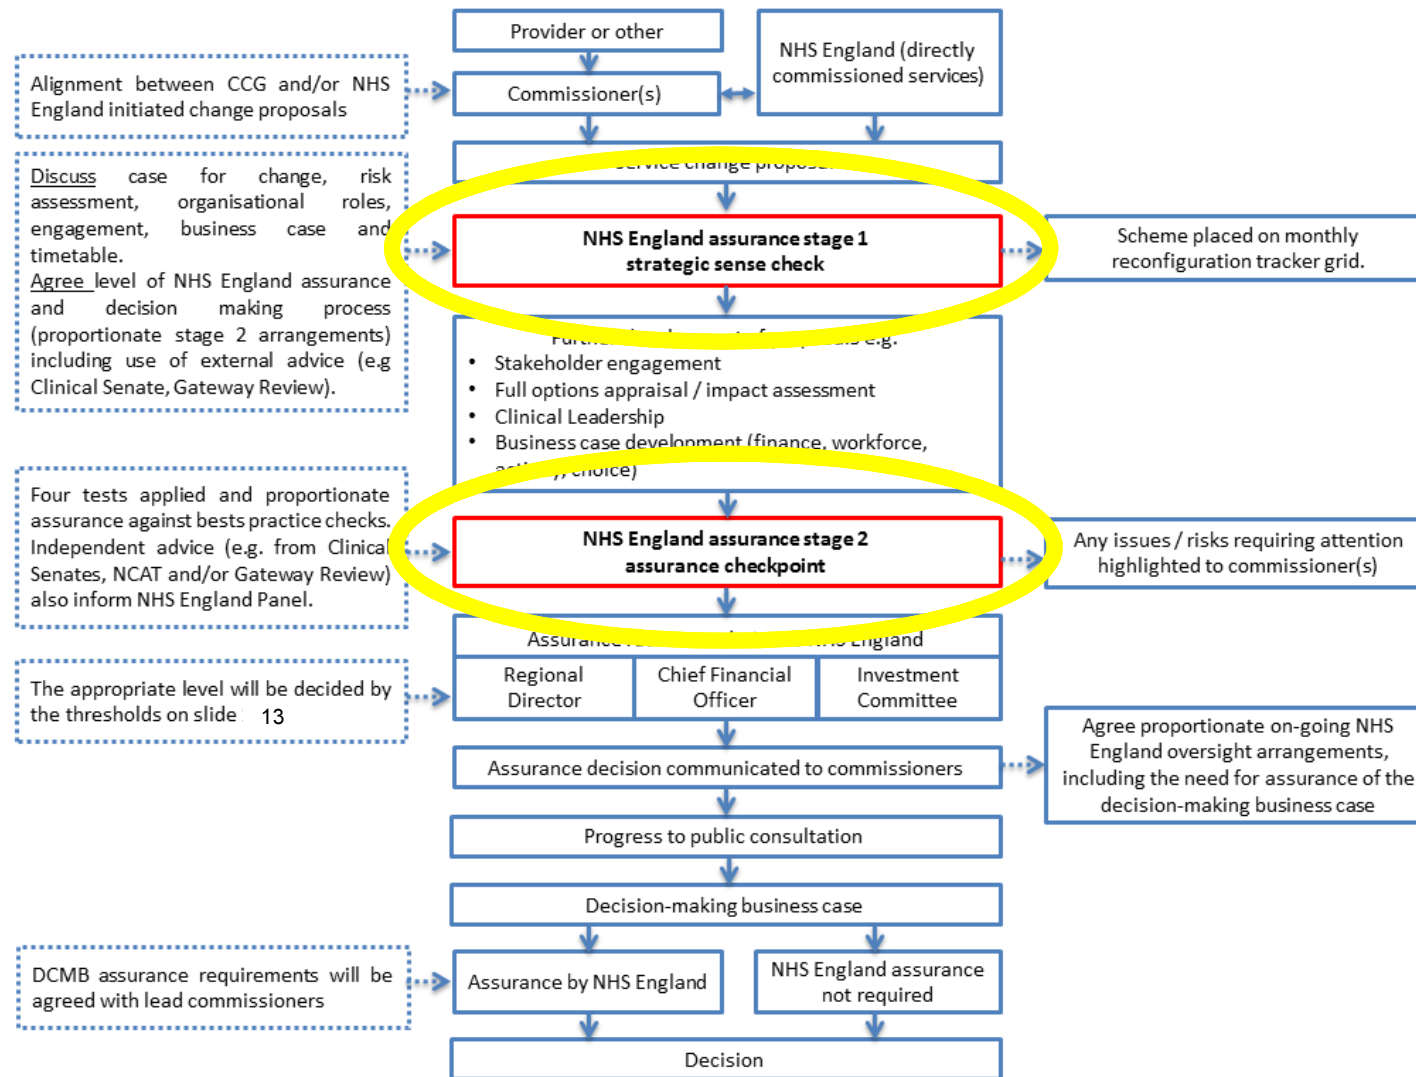 Provider or other
NHS England (directly
commissioned services)
Alignment between CCG and/or NHS
England initiated change proposals
Commissioner(s)
service change propos
Discuss case for change, risk
assessment, organisational roles,
engagement, business case and
timetable.
Agree level of NHS England assurance
and decision making process
(proportionate stage 2 arrangements)
including use of external advice (e.g
Clinical Senate, Gateway Review).
NHS England assurance stage 1
strategic sense check
Scheme placed on monthly
reconfiguration tracker grid.
e.g.
• Stakeholder engagement
• Full options appraisal / impact assessment
• Clinical Leadership
• Business case development (finance, workforce,
choice)
Four tests applied and proportionate
assurance against bests practice checks.
Independent advice (e.g. from Clinical
Senates, NCAT and/or Gateway Review)
also inform NHS England Panel.
NHS England assurance stage 2
assurance checkpoint
Any issues / risks requiring attention
highlighted to commissioner(s)
Assurance NHS England
Regional
Director
Chief Financial
Officer
Investment
Committee
The appropriate level will be decided by
the thresholds on slide 13
Assurance decision communicated to commissioners
Agree proportionate on-going NHS
England oversight arrangements,
including the need for assurance of the
decision-making business case
Progress to public consultation
Decision-making business case
DCMB assurance requirements will be
agreed with lead commissioners
Assurance by NHS England
NHS England assurance
not required
Decision